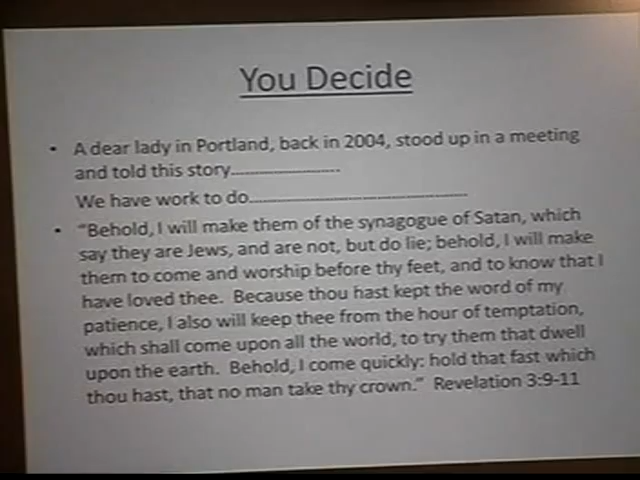 You Decide
• A dear lady in Portland, back in 2004, stood up in a meeting
and told this story..............................
We have work to do............................................................
• "Behold, I will make them of the synagogue of Satan, which
say they are Jews, and are not, but do lie; behold, I will make
them to come and worship before thy feet, and to know that I
have loved thee. Because thou hast kept the word of my
patience, I also will keep thee from the hour of temptation,
which shall come upon all the world, to try them that dwell
upon the earth. Behold, I come quickly: hold that fast which
thou hast, that no man take thy crown." Revelation 3:9-11